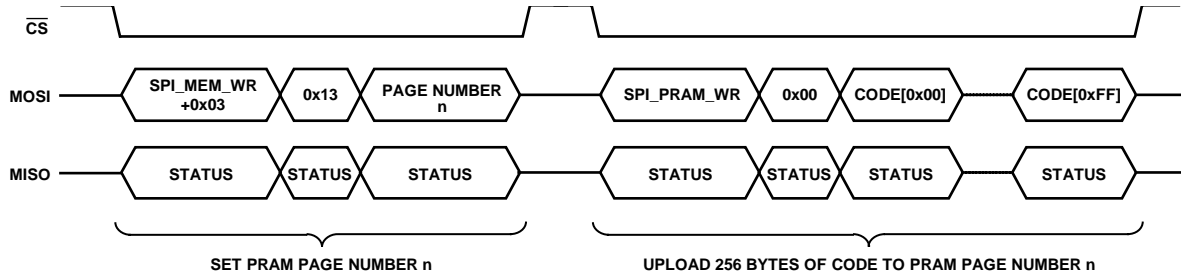 CS
MOSI
SPI_MEM_WR
+0x03
0x13
PAGE NUMBER
n
SPI_PRAM_WR
0x00
CODE[0x00]
CODE[0xFF]
MISO
STATUS
STATUS
STATUS
STATUS
STATUS
STATUS
STATUS
SET PRAM PAGE NUMBER n
UPLOAD 256 BYTES OF CODE TO PRAM PAGE NUMBER n